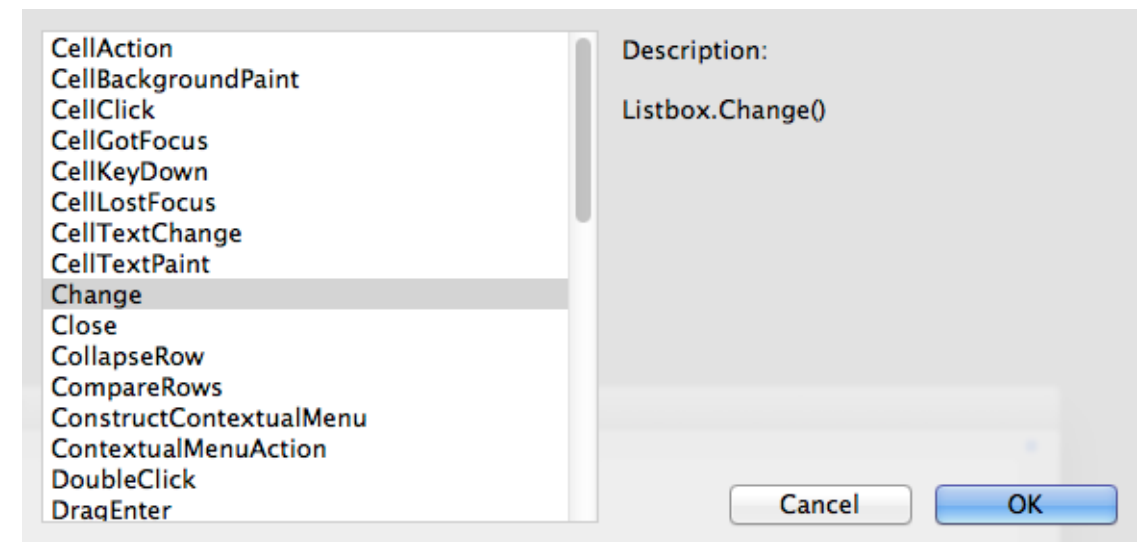 CellAction
CellBackgroundPaint
CellClick
CellGotFocus
CellKeyDown
CellLostFocus
CellTextChange
CellTextPaint
Change
Close
CollapseRow
CompareRows
ConstructContextualMenu
ContextualMenuAction
DoubleClick
DragEnter
Description:
Listbox.Change()
Cancel
OK